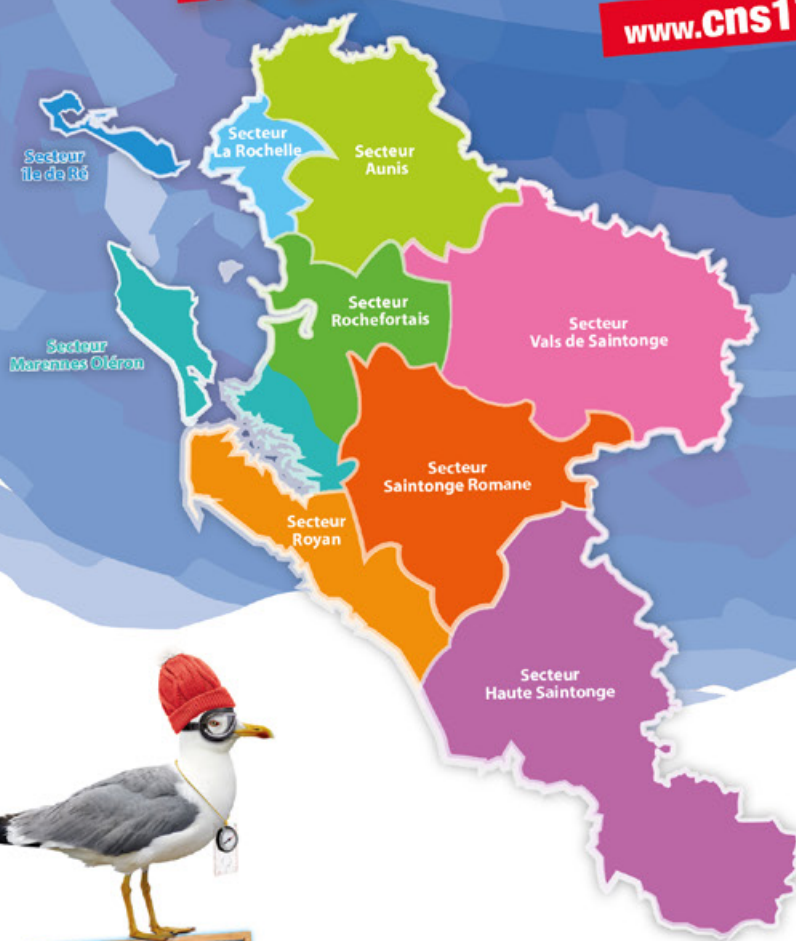 www.cns1
Secteur
La Rochelle
Secteur
Aunis
Secteur
île de Ré
Secteur
Rochefortais
Secteur
Vals de Saintonge
Secteur
Marennes Oléron
Secteur
Saintonge Romane
Secteur
Royan
Secteur
Haute Saintonge